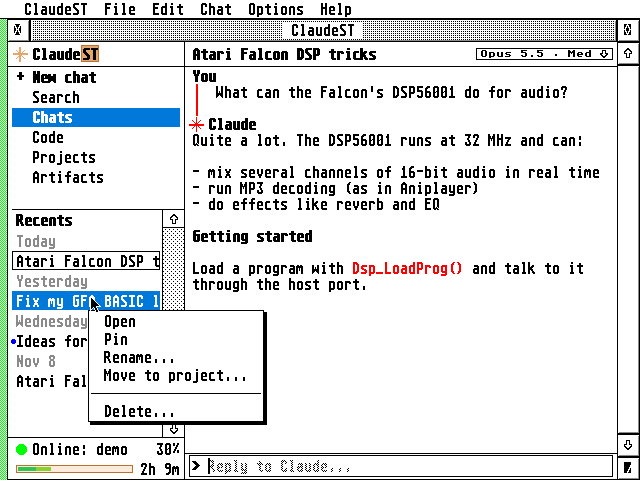 ClaudeST File Edit Chat Options Help
ClaudeST
ClaudeST
+ New chat
Search
Chats
Code
Projects
Artifacts
Recents
Today
Atari Falcon DSP t
Yesterday
Fix my GF BASIC l
Wednesday
Ideas for
Nov 8
Atari Fal
Open
Pin
Rename...
Move to project...
Delete...
Online: demo 30%
2h 9m
Atari Falcon DSP tricks
Opus 5.5 · Med
You
What can the Falcon's DSP56001 do for audio?
Claude
Quite a lot. The DSP56001 runs at 32 MHz and can:
- mix several channels of 16-bit audio in real time
- run MP3 decoding (as in Aniplayer)
- do effects like reverb and EQ
Getting started
Load a program with Dsp_LoadProg() and talk to it
through the host port.
> Reply to Claude...